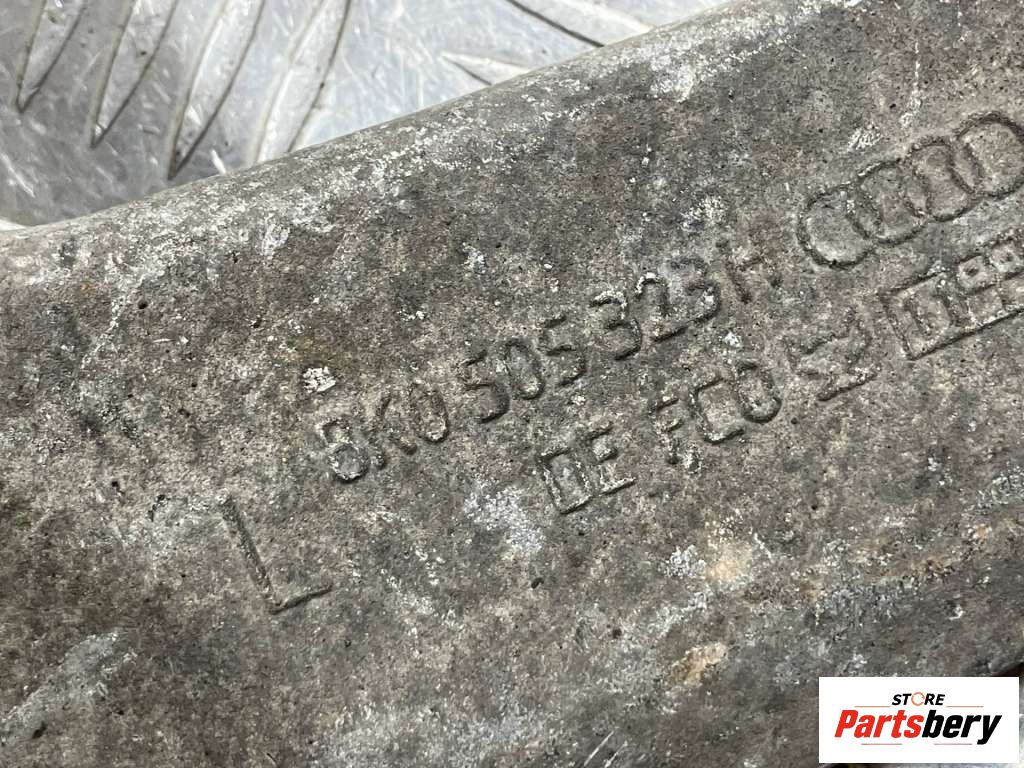 8K0 505 323 H
DE FCO
L
STORE
Partsbery